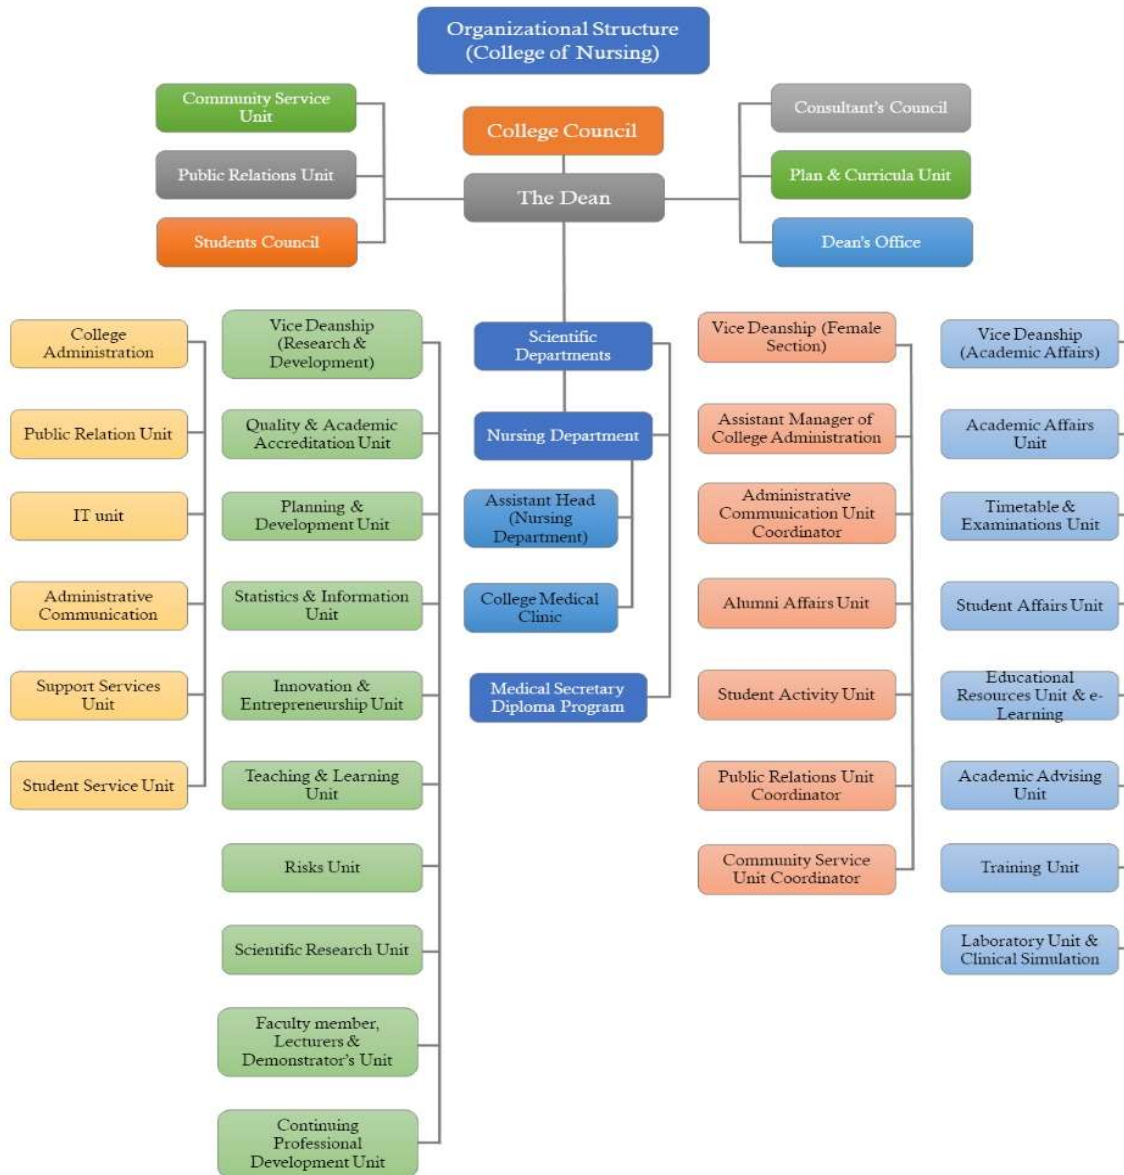 Organizational Structure
(College of Nursing)
Community Service
Unit
Public Relations Unit
Students Council
College Council
The Dean
Consultant's Council
Plan & Curricula Unit
Dean's Office
College
Administration
Public Relation Unit
IT unit
Administrative
Communication
Support Services
Unit
Student Service Unit
Vice Deanship
(Research &
Development)
Quality & Academic
Accreditation Unit
Planning &
Development Unit
Statistics & Information
Unit
Innovation &
Entrepreneurship Unit
Teaching & Learning
Unit
Risks Unit
Scientific Research Unit
Faculty member,
Lecturers &
Demonstrator's Unit
Continuing
Professional
Development Unit
Scientific
Departments
Nursing Department
Assistant Head
(Nursing
Department)
College Medical
Clinic
Medical Secretary
Diploma Program
Vice Deanship (Female
Section)
Assistant Manager of
College Administration
Administrative
Communication Unit
Coordinator
Alumni Affairs Unit
Student Activity Unit
Public Relations Unit
Coordinator
Community Service
Unit Coordinator
Vice Deanship
(Academic Affairs)
Academic Affairs
Unit
Timetable &
Examinations Unit
Student Affairs Unit
Educational
Resources Unit & e-
Learning
Academic Advising
Unit
Training Unit
Laboratory Unit &
Clinical Simulation